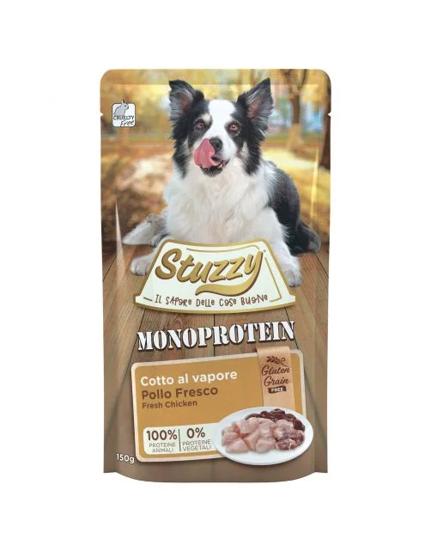 CRUELTY
Free
Stuzzy
IL SAPORE DELLE COSE BUONE
MONOPROTEIN
Cotto al vapore
Pollo Fresco
Fresh Chicken
Gluten
Grain
FREE
100% PROTEINE ANIMALI
0% PROTEINE VEGETALI
150g